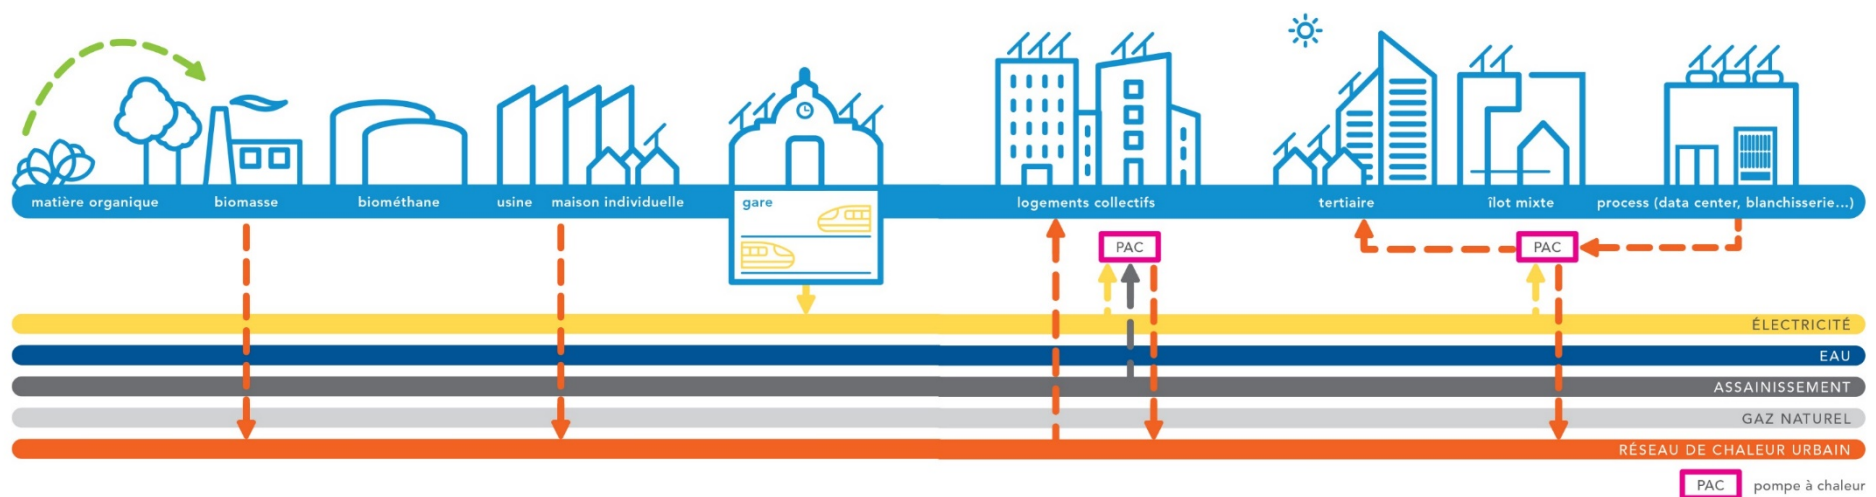 matière organique
biomasse
biométhane
usine
maison individuelle
gare
logements collectifs
tertiaire
îlot mixte
process (data center, blanchisserie...)
PAC
PAC
ÉLECTRICITÉ
EAU
ASSAINISSEMENT
GAZ NATUREL
RÉSEAU DE CHALEUR URBAIN
PAC pompe à chaleur